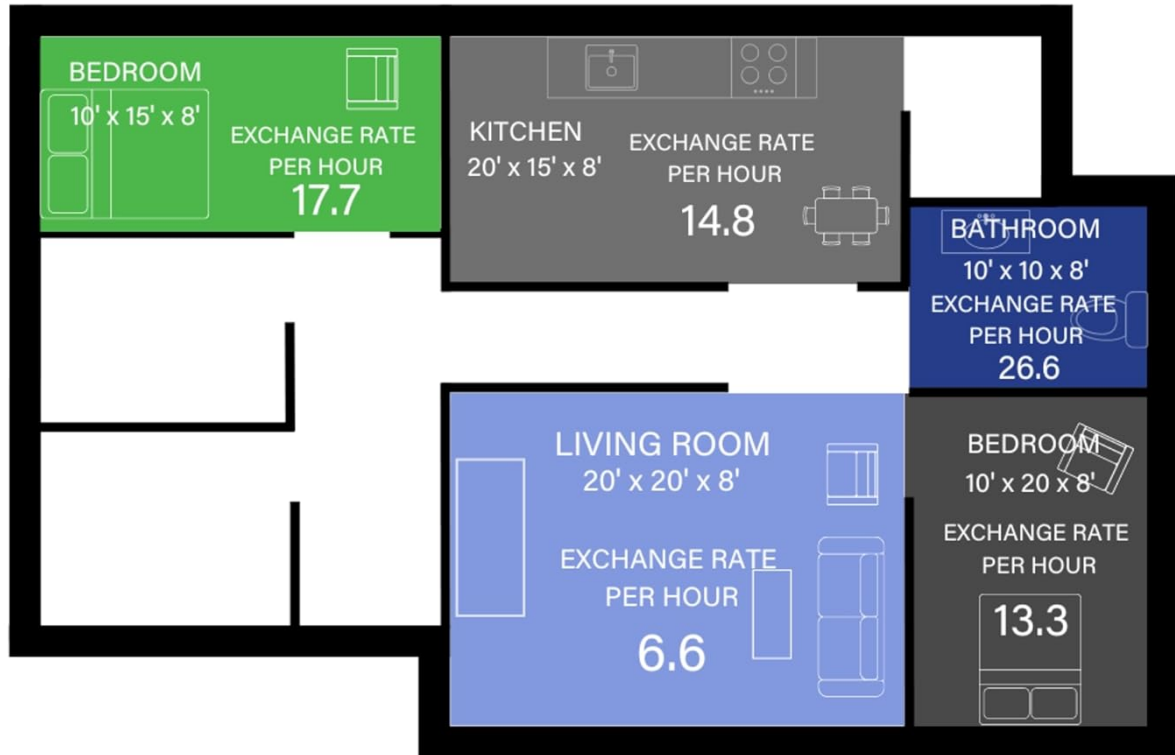 BEDROOM
10' x 15' x 8'
EXCHANGE RATE
PER HOUR
17.7
KITCHEN
20' x 15' x 8'
EXCHANGE RATE
PER HOUR
14.8
BATHROOM
10' x 10 x 8'
EXCHANGE RATE
PER HOUR
26.6
LIVING ROOM
20' x 20' x 8'
EXCHANGE RATE
PER HOUR
6.6
BEDROOM
10' x 20 x 8'
EXCHANGE RATE
PER HOUR
13.3